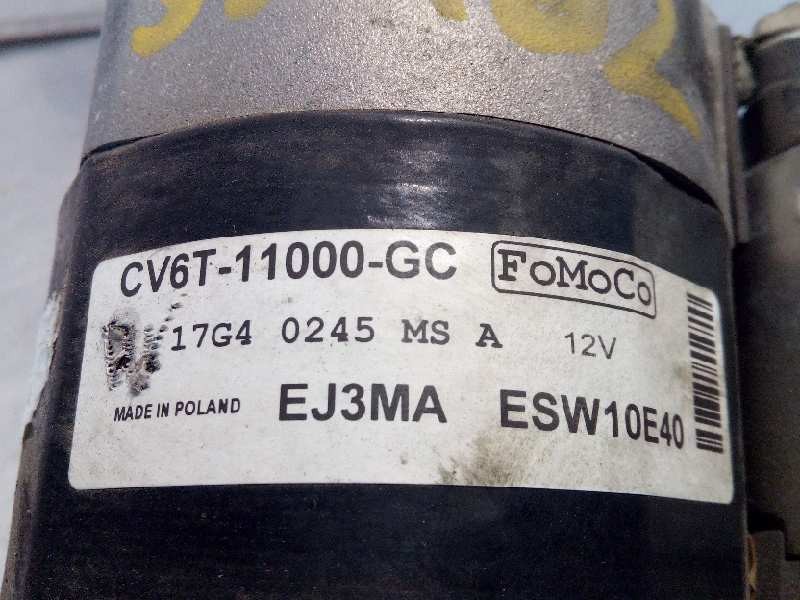 CV6T-11000-GC FoMoCo
17G4 0245 MS A 12V
MADE IN POLAND EJ3MA ESW10E40